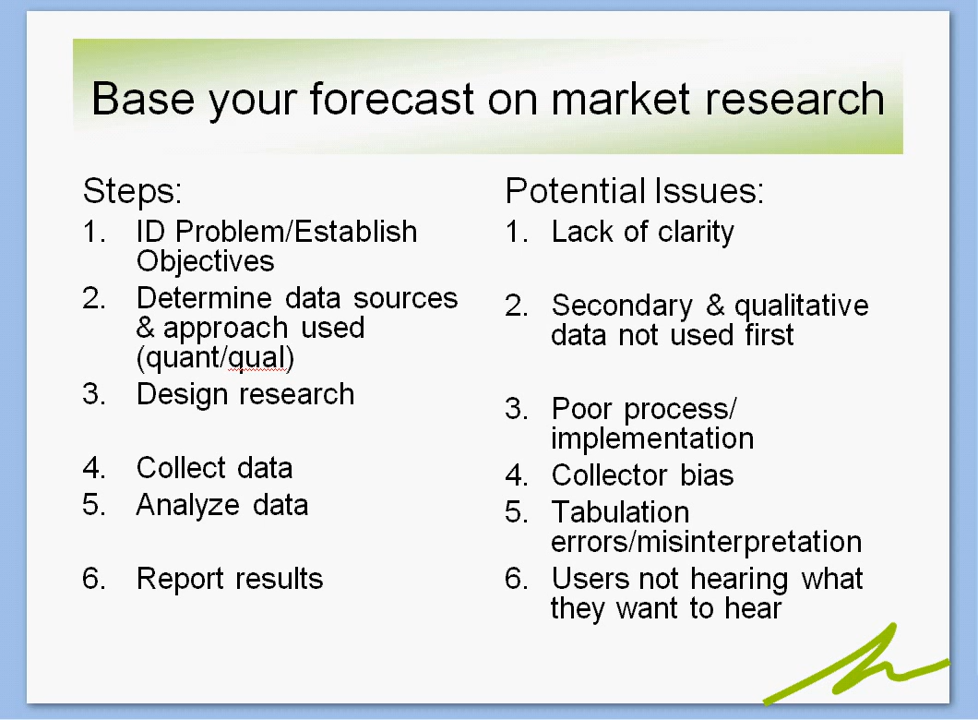 Base your forecast on market research
Steps:
1. ID Problem/Establish
Objectives
2. Determine data sources
& approach used
(quant/qual)
3. Design research
4. Collect data
5. Analyze data
6. Report results
Potential Issues:
1. Lack of clarity
2. Secondary & qualitative
data not used first
3. Poor process/
implementation
4. Collector bias
5. Tabulation
errors/misinterpretation
6. Users not hearing what
they want to hear